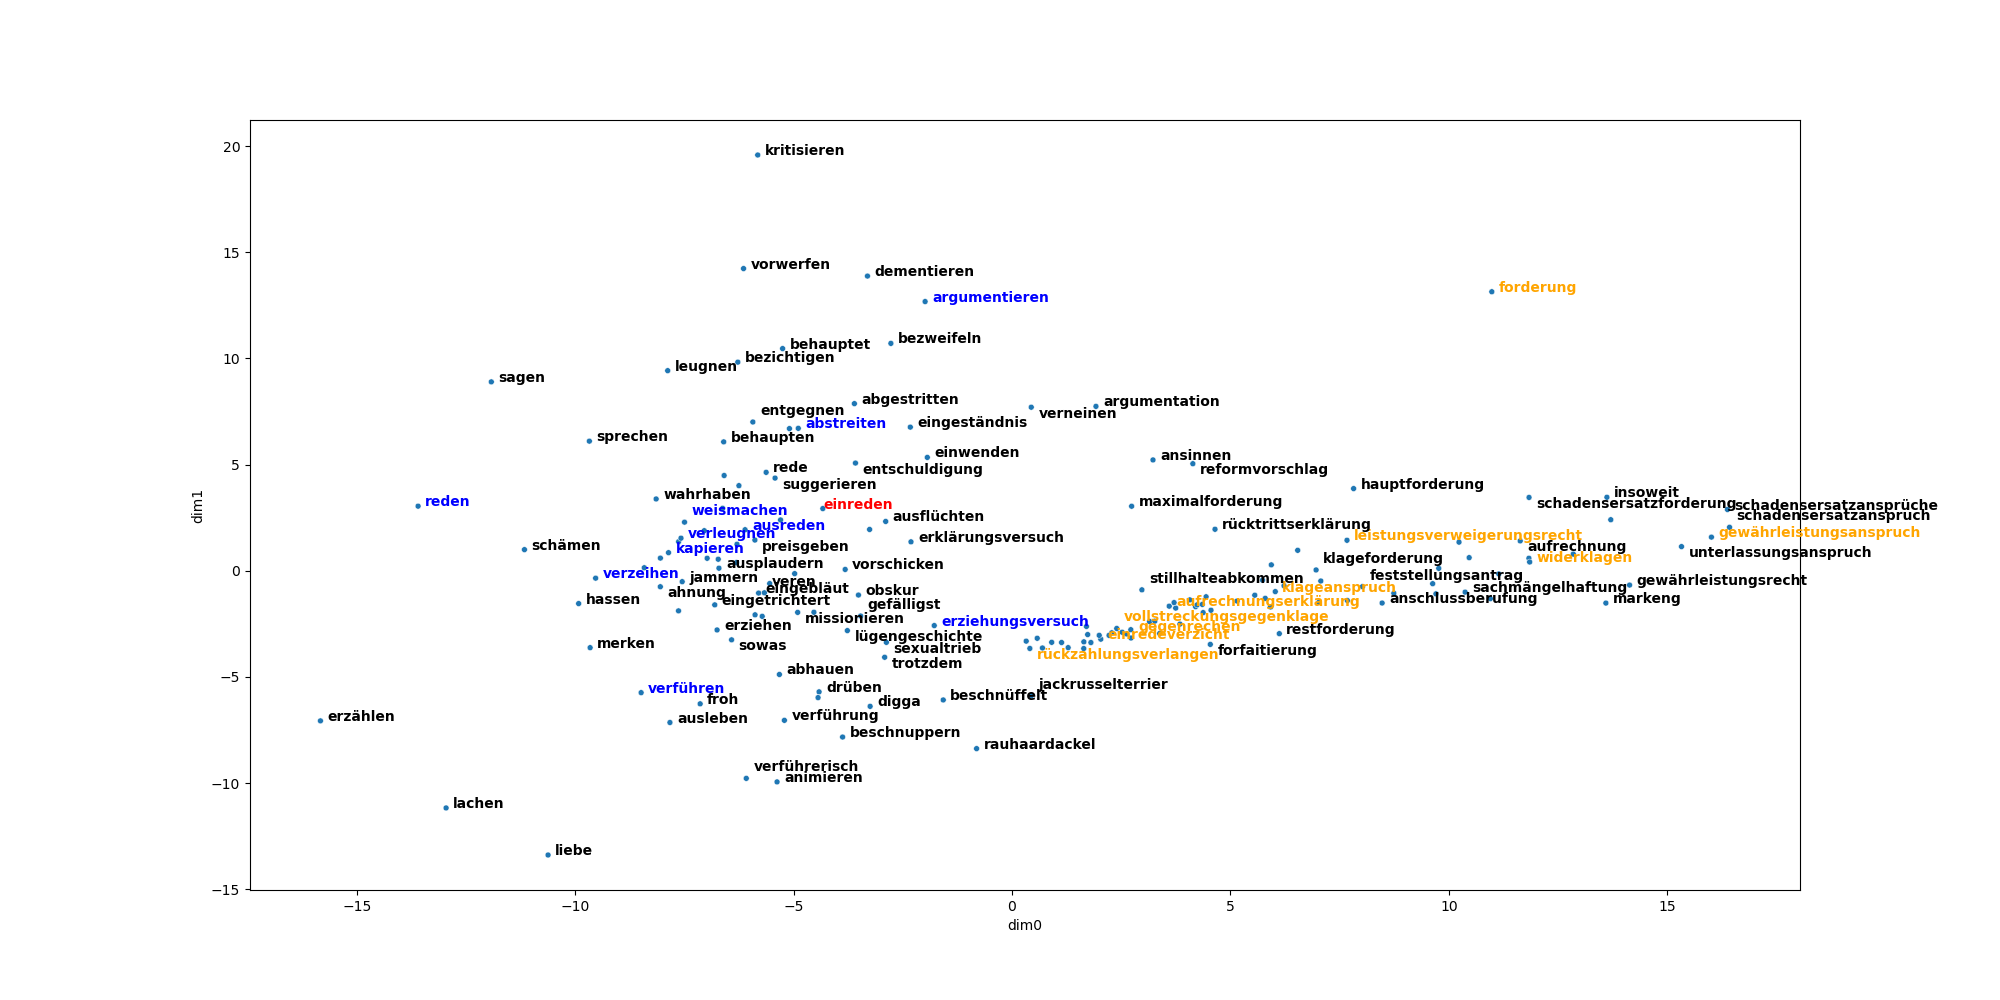 20
15
10
5
0
−5
−10
−15
dim1
kritisieren
vorwerfen
dementieren
forderung
argumentieren
bezweifeln
behauptet
bezichtigen
leugnen
sagen
abgestritten
argumentation
entgegnen
verneinen
abstreiten
eingeständnis
sprechen
behaupten
einwenden
ansinnen
rede
entschuldigung
reformvorschlag
suggerieren
hauptforderung
wahrhaben
insoweit
reden
maximalforderung
einreden
schadensersatzforderung
schadensersatzansprüche
weismachen
ausflüchten
schadensersatzanspruch
ausreden
rücktrittserklärung
verleugnen
erklärungsversuch
leistungsverweigerungsrecht
gewährleistungsanspruch
schämen
kapieren
preisgeben
aufrechnung
unterlassungsanspruch
klageforderung
widerklagen
ausplaudern
vorschicken
verzeihen
jammern
veren
stillhalteabkommen
feststellungsantrag
gewährleistungsrecht
ahnung
eingebläut
obskur
klageanspruch
sachmängelhaftung
hassen
eingetrichtert
gefälligst
aufrechnungserklärung
anschlussberufung
markeng
missionieren
erziehungsversuch
vollstreckungsgegenklage
erziehen
gegenrechen
restforderung
lügengeschichte
einredeverzicht
merken
sowas
sexualtrieb
forfaitierung
trotzdem
rückzahlungsverlangen
abhauen
verführen
drüben
jackrusselterrier
froh
digga
beschnüffelt
erzählen
ausleben
verführung
beschnuppern
rauhaardackel
verführerisch
animieren
lachen
liebe
−15
−10
−5
0
5
10
15
dim0